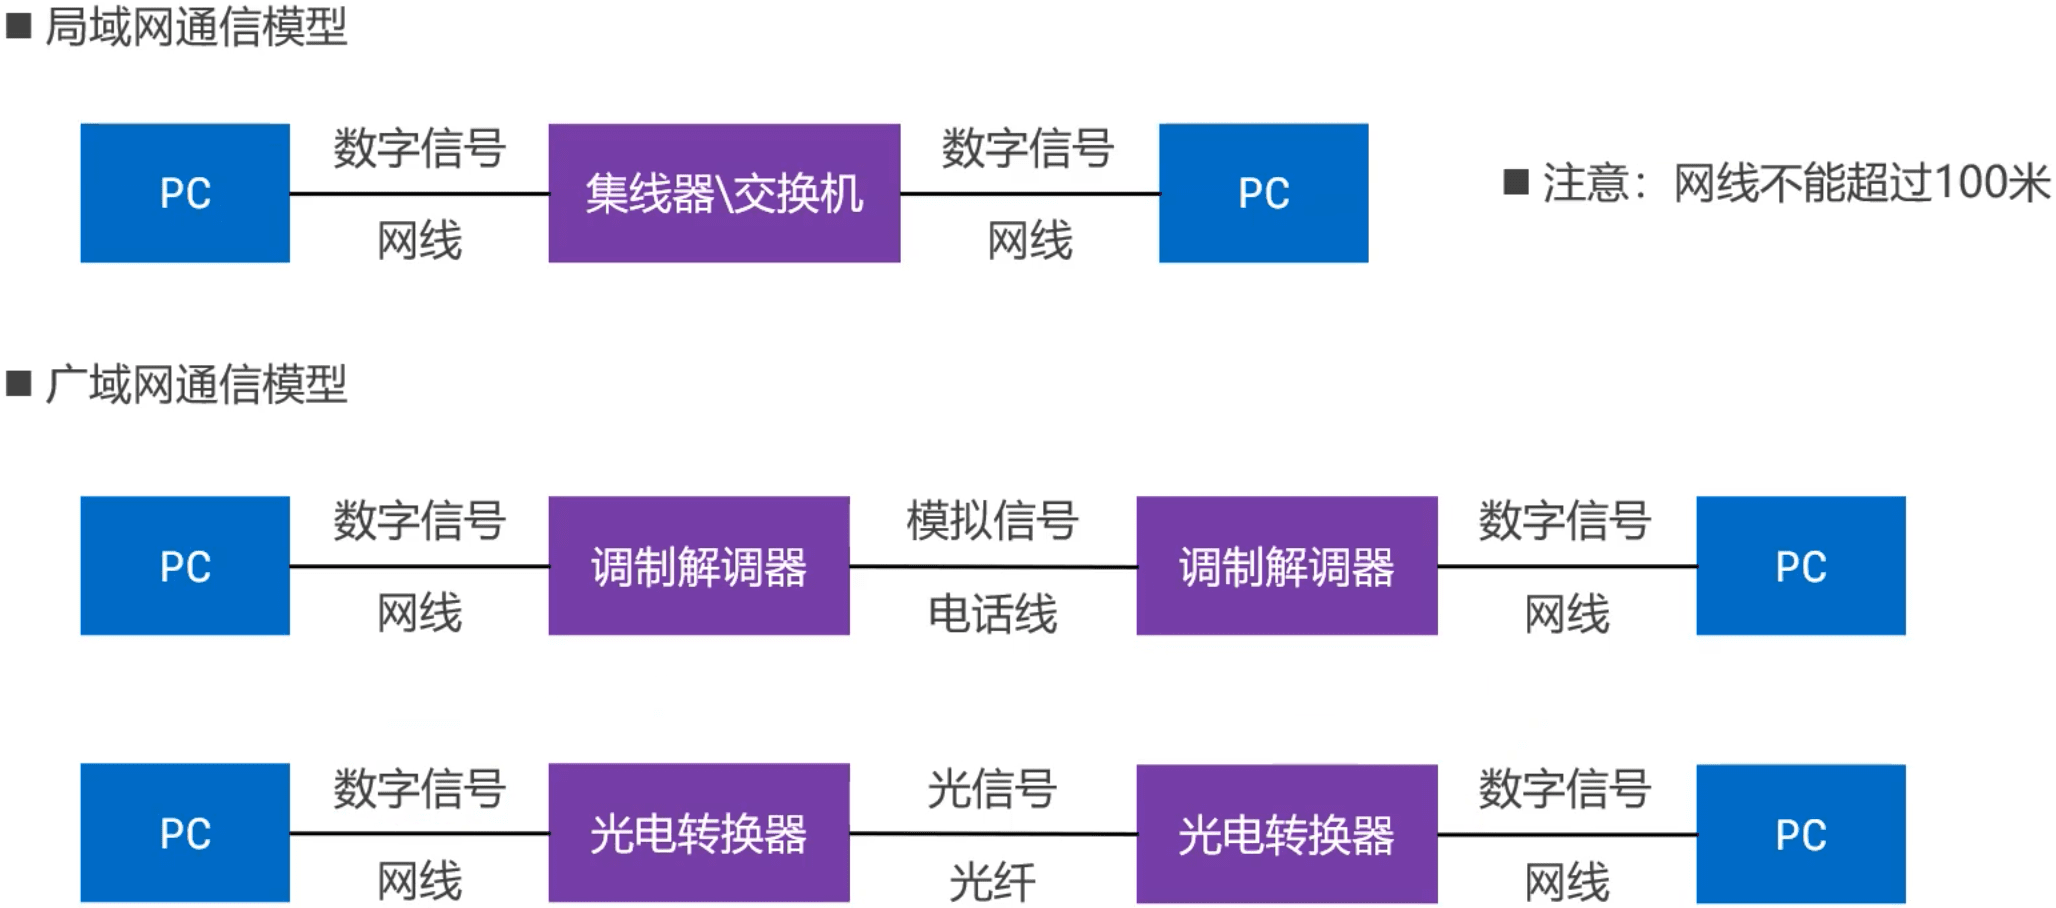 局域网通信模型
数字信号 数字信号
PC 集线器\交换机 PC 注意：网线不能超过100米
网线 网线
广域网通信模型
数字信号 模拟信号 数字信号
PC 调制解调器 调制解调器 PC
网线 电话线 网线
数字信号 光信号 数字信号
PC 光电转换器 光电转换器 PC
网线 光纤 网线